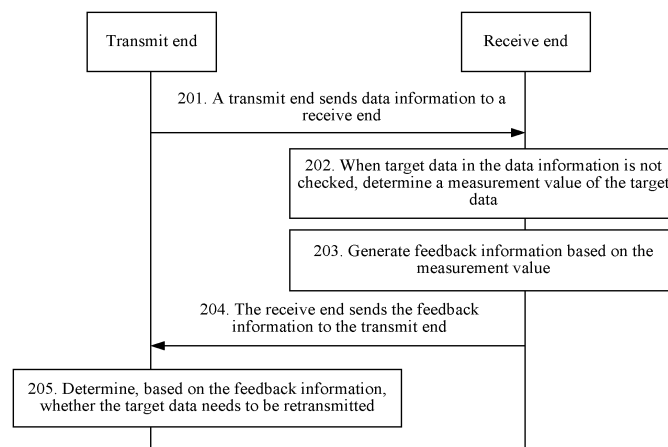 Transmit end
Receive end
201. A transmit end sends data information to a
receive end
202. When target data in the data information is not
checked, determine a measurement value of the target
data
203. Generate feedback information based on the
measurement value
204. The receive end sends the feedback
information to the transmit end
205. Determine, based on the feedback information,
whether the target data needs to be retransmitted